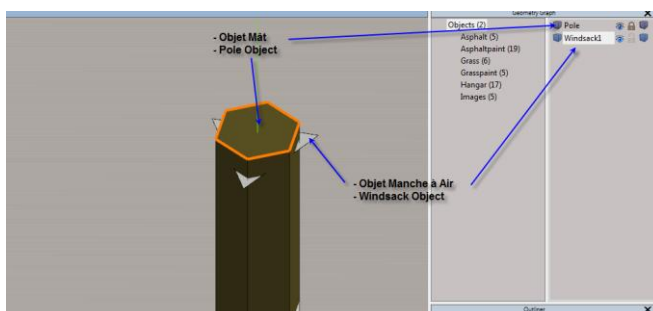 Geometry Graph
X
Objects (2)
Asphalt (5)
Asphaltpaint (19)
Grass (6)
Grasspaint (5)
Hangar (17)
Images (5)
Pole
Windsack1
- Objet Mât
- Pole Object
- Objet Manche à Air
- Windsack Object
Outliner
X